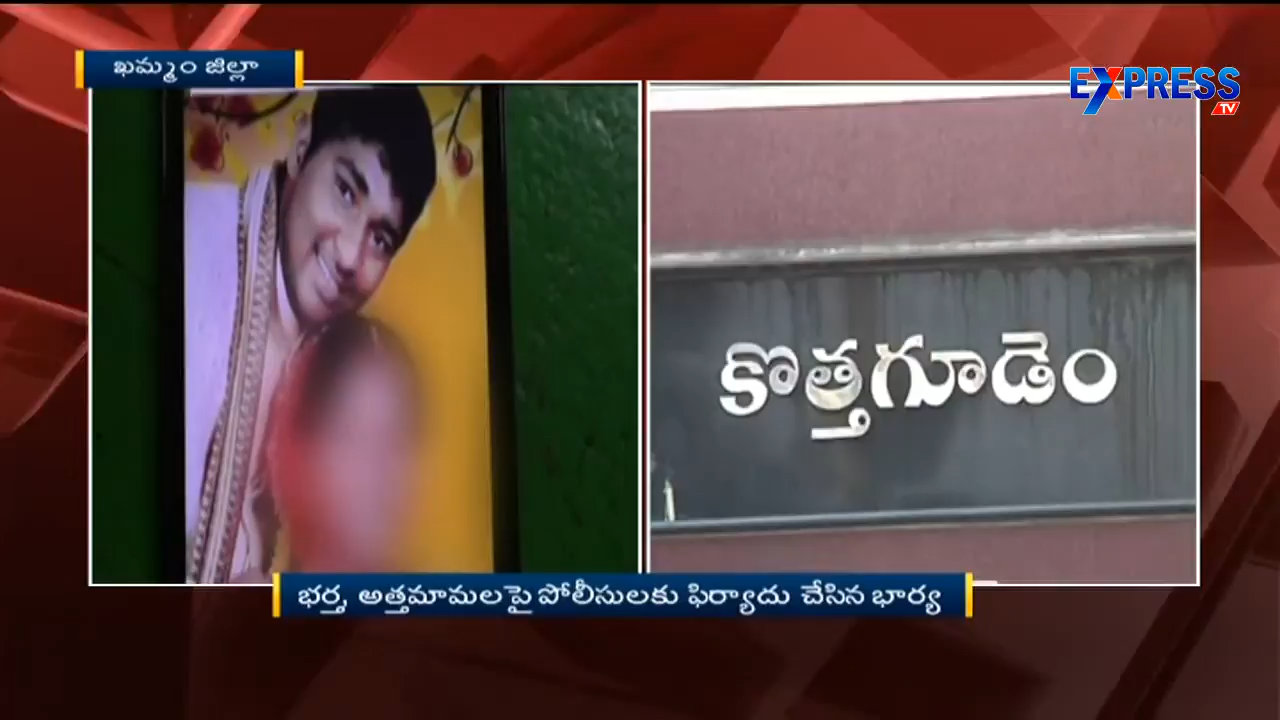 ఖమ్మం జిల్లా
EXPRESS
TV
కొత్తగూడెం
భర్త, అత్తమామలపై పోలీసులకు ఫిర్యాదు చేసిన భార్య